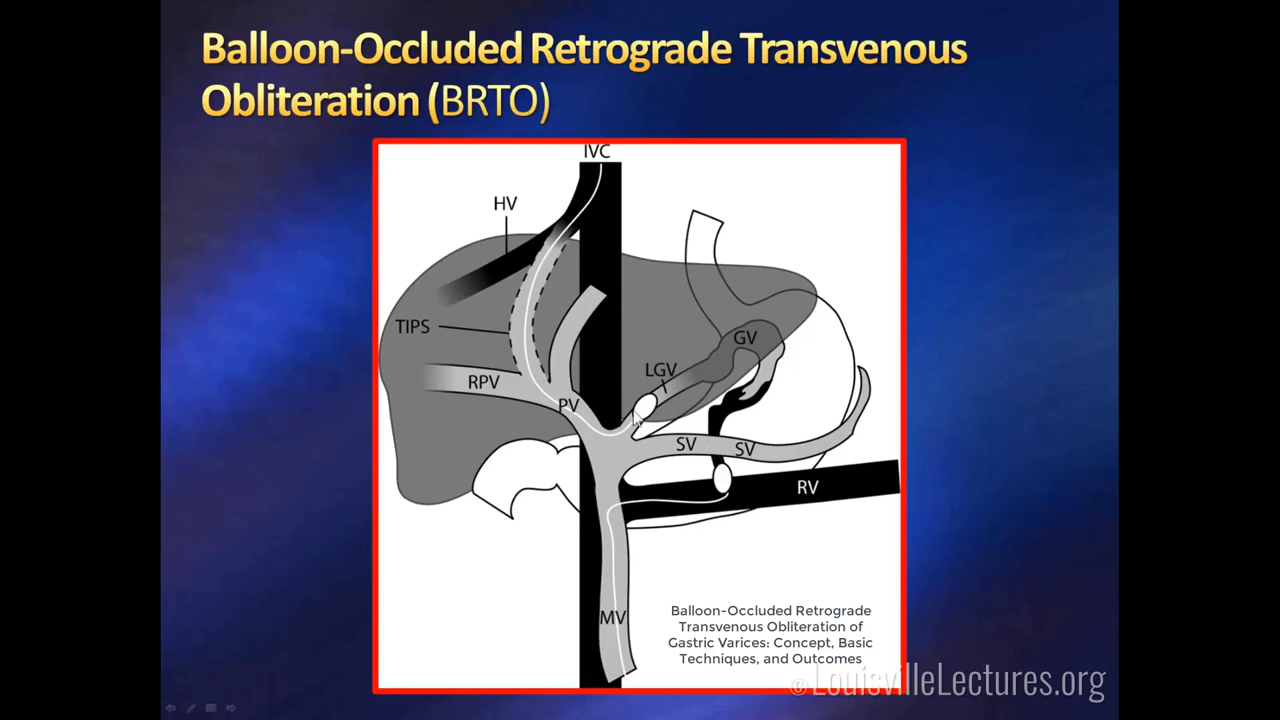 Balloon-Occluded Retrograde Transvenous
Obliteration (BRTO)
IVC
HV
TIPS
GV
LGV
RPV
PV
SV
SV
RV
MV
Balloon-Occluded Retrograde
Transvenous Obliteration of
Gastric Varices: Concept, Basic
Techniques, and Outcomes
©LouisvilleLectures.org